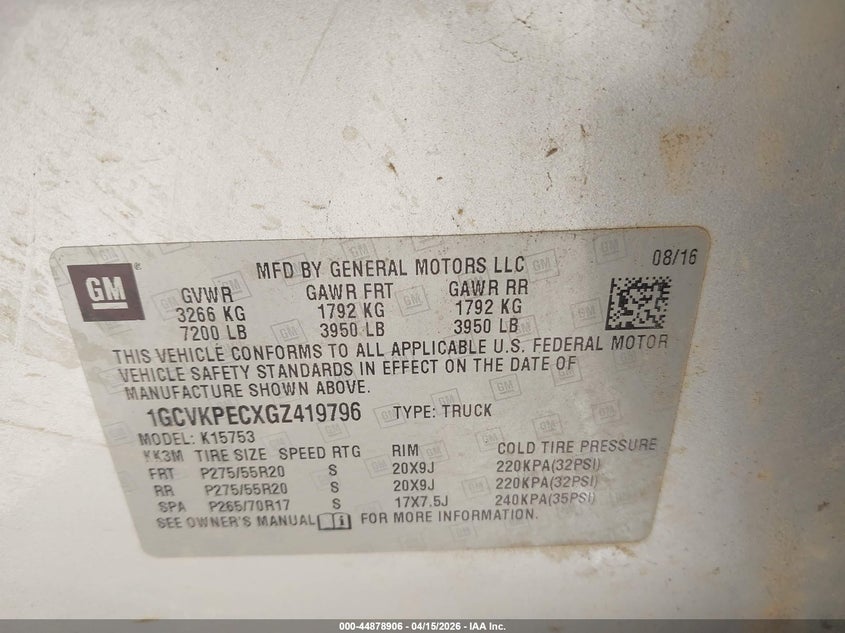 GM
MFD BY GENERAL MOTORS LLC
08/16
GVWR GAWR FRT GAWR RR
3266 KG 1792 KG 1792 KG
7200 LB 3950 LB 3950 LB
THIS VEHICLE CONFORMS TO ALL APPLICABLE U.S. FEDERAL MOTOR
VEHICLE SAFETY STANDARDS IN EFFECT ON THE DATE OF
MANUFACTURE SHOWN ABOVE.
1GCVKPECXGZ419796 TYPE: TRUCK
MODEL: K15753
KK3M TIRE SIZE SPEED RTG RIM COLD TIRE PRESSURE
FRT P275/55R20 S 20X9J 220KPA(32PSI)
RR P275/55R20 S 20X9J 220KPA(32PSI)
SPA P265/70R17 S 17X7.5J 240KPA(35PSI)
SEE OWNER'S MANUAL FOR MORE INFORMATION.
000-44878906 - 04/15/2026 - IAA Inc.